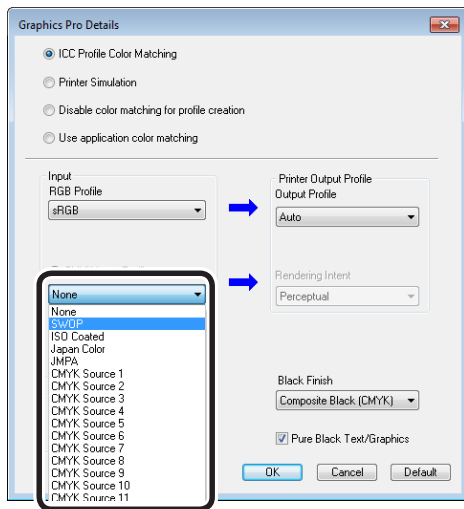 Graphics Pro Details
ICC Profile Color Matching
Printer Simulation
Disable color matching for profile creation
Use application color matching
Input
RGB Profile
sRGB
Printer Output Profile
Output Profile
Auto
None
None
SWOP
ISO Coated
Japan Color
JMPA
CMYK Source 1
CMYK Source 2
CMYK Source 3
CMYK Source 4
CMYK Source 5
CMYK Source 6
CMYK Source 7
CMYK Source 8
CMYK Source 9
CMYK Source 10
CMYK Source 11
Rendering Intent
Perceptual
Black Finish
Composite Black (CMYK)
Pure Black Text/Graphics
OK
Cancel
Default